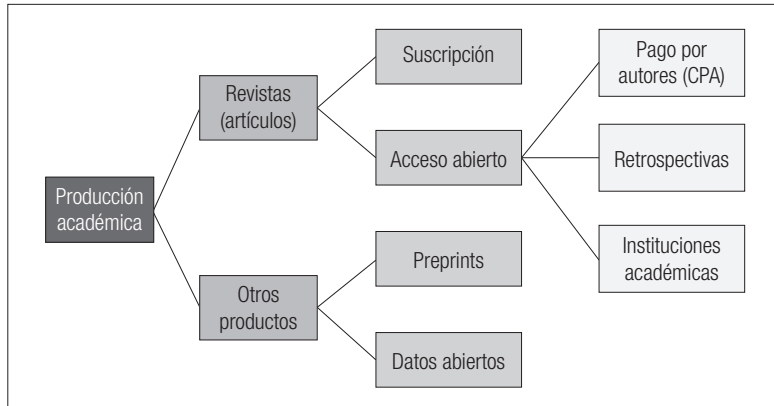 Producción
académica
Revistas
(artículos)
Otros
productos
Suscripción
Acceso abierto
Preprints
Datos abiertos
Pago por
autores (CPA)
Retrospectivas
Instituciones
académicas